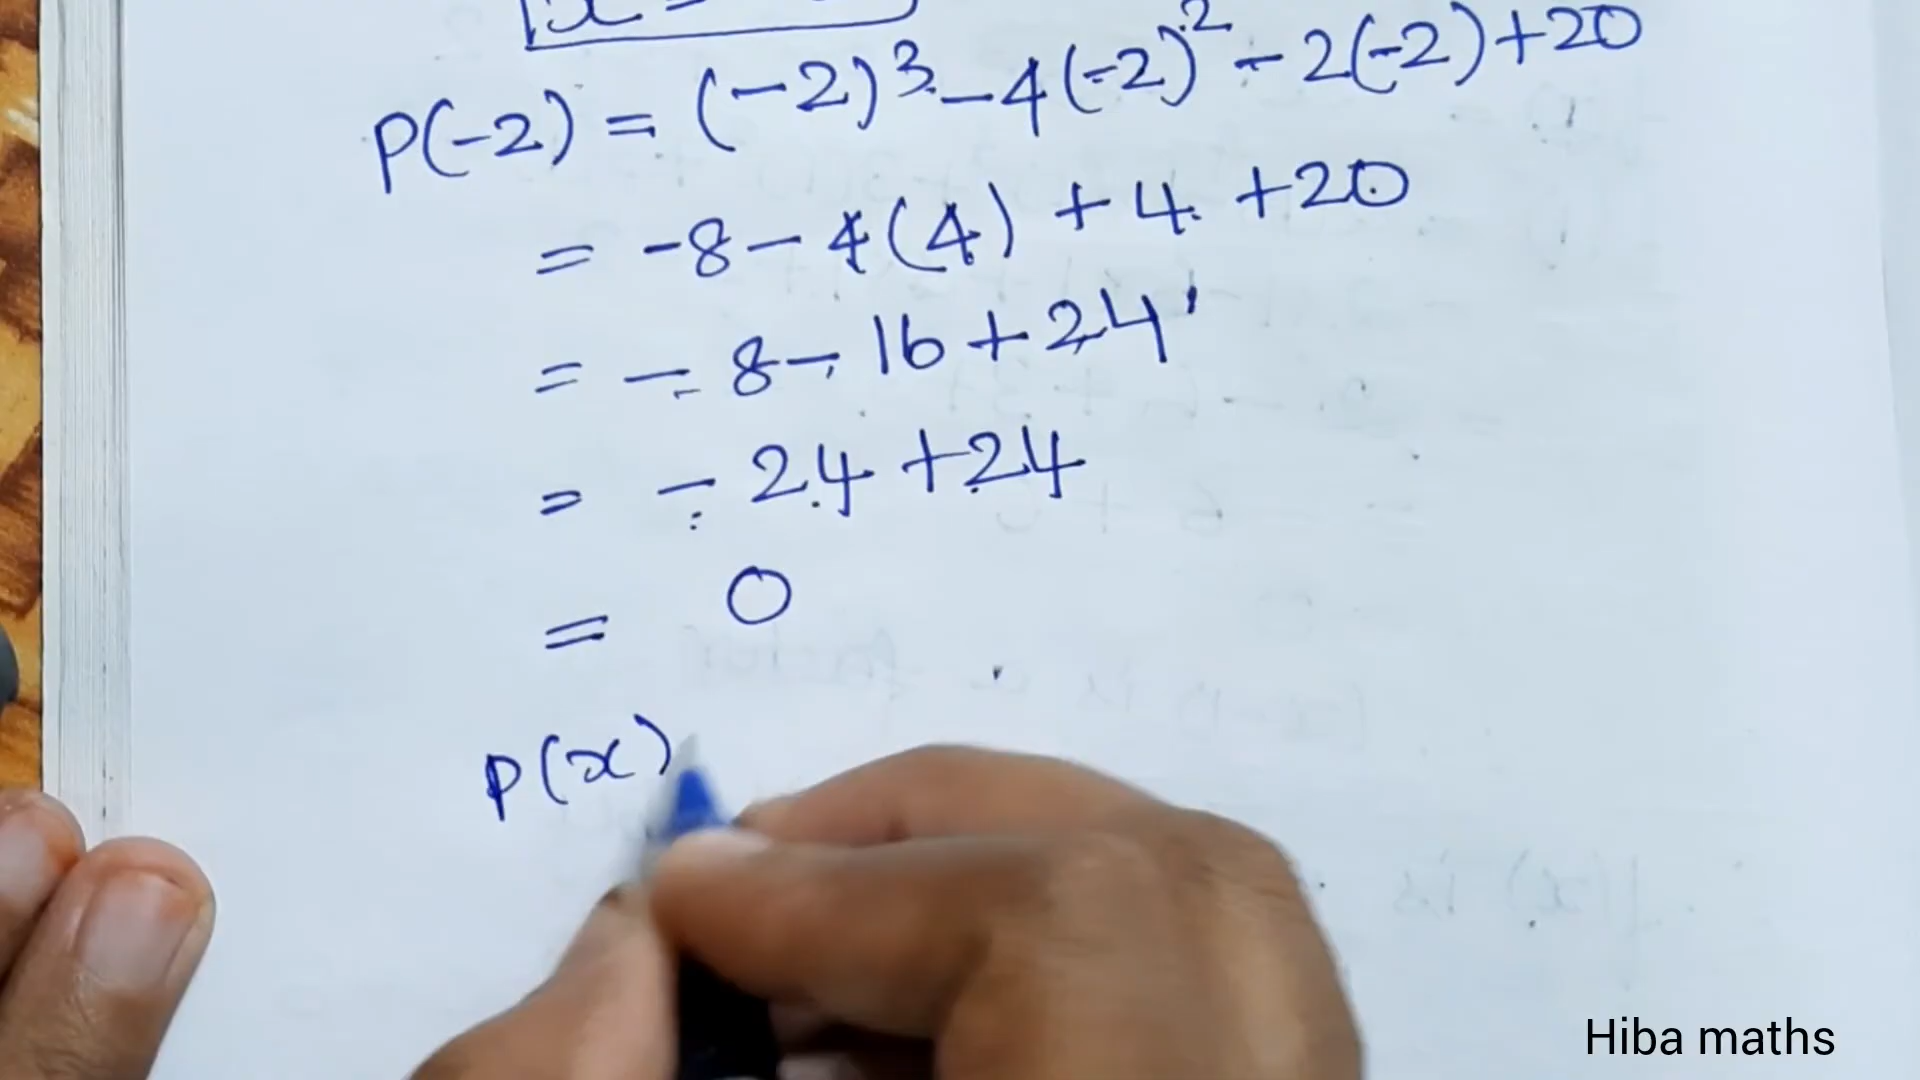 P(-2) = (-2)³ - 4(-2)² - 2(-2) + 20
= -8 - 4(4) + 4 + 20
= - 8 - 16 + 24
= - 24 + 24
= 0
P(x)
Hiba maths